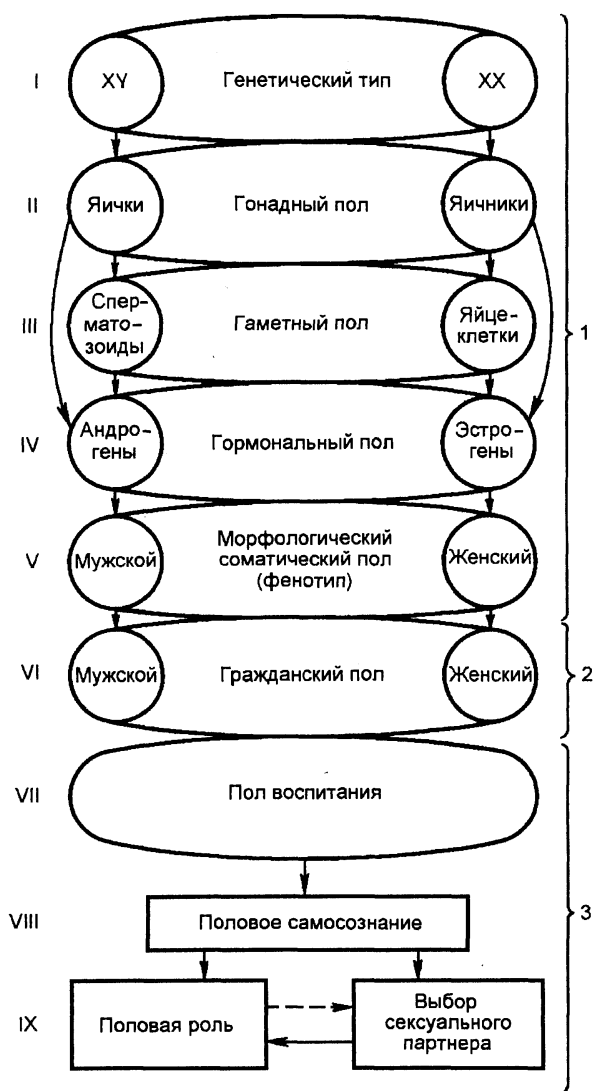 I
XY
Генетический тип
XX
II
Яички
Гонадный пол
Яичники
III
Спер-
мато-
зоиды
Гаметный пол
Яйце-
клетки
1
IV
Андро-
гены
Гормональный пол
Эстро-
гены
V
Мужской
Морфологический
соматический пол
(фенотип)
Женский
VI
Мужской
Гражданский пол
Женский
2
VII
Пол воспитания
VIII
Половое самосознание
3
IX
Половая роль
Выбор
сексуального
партнера